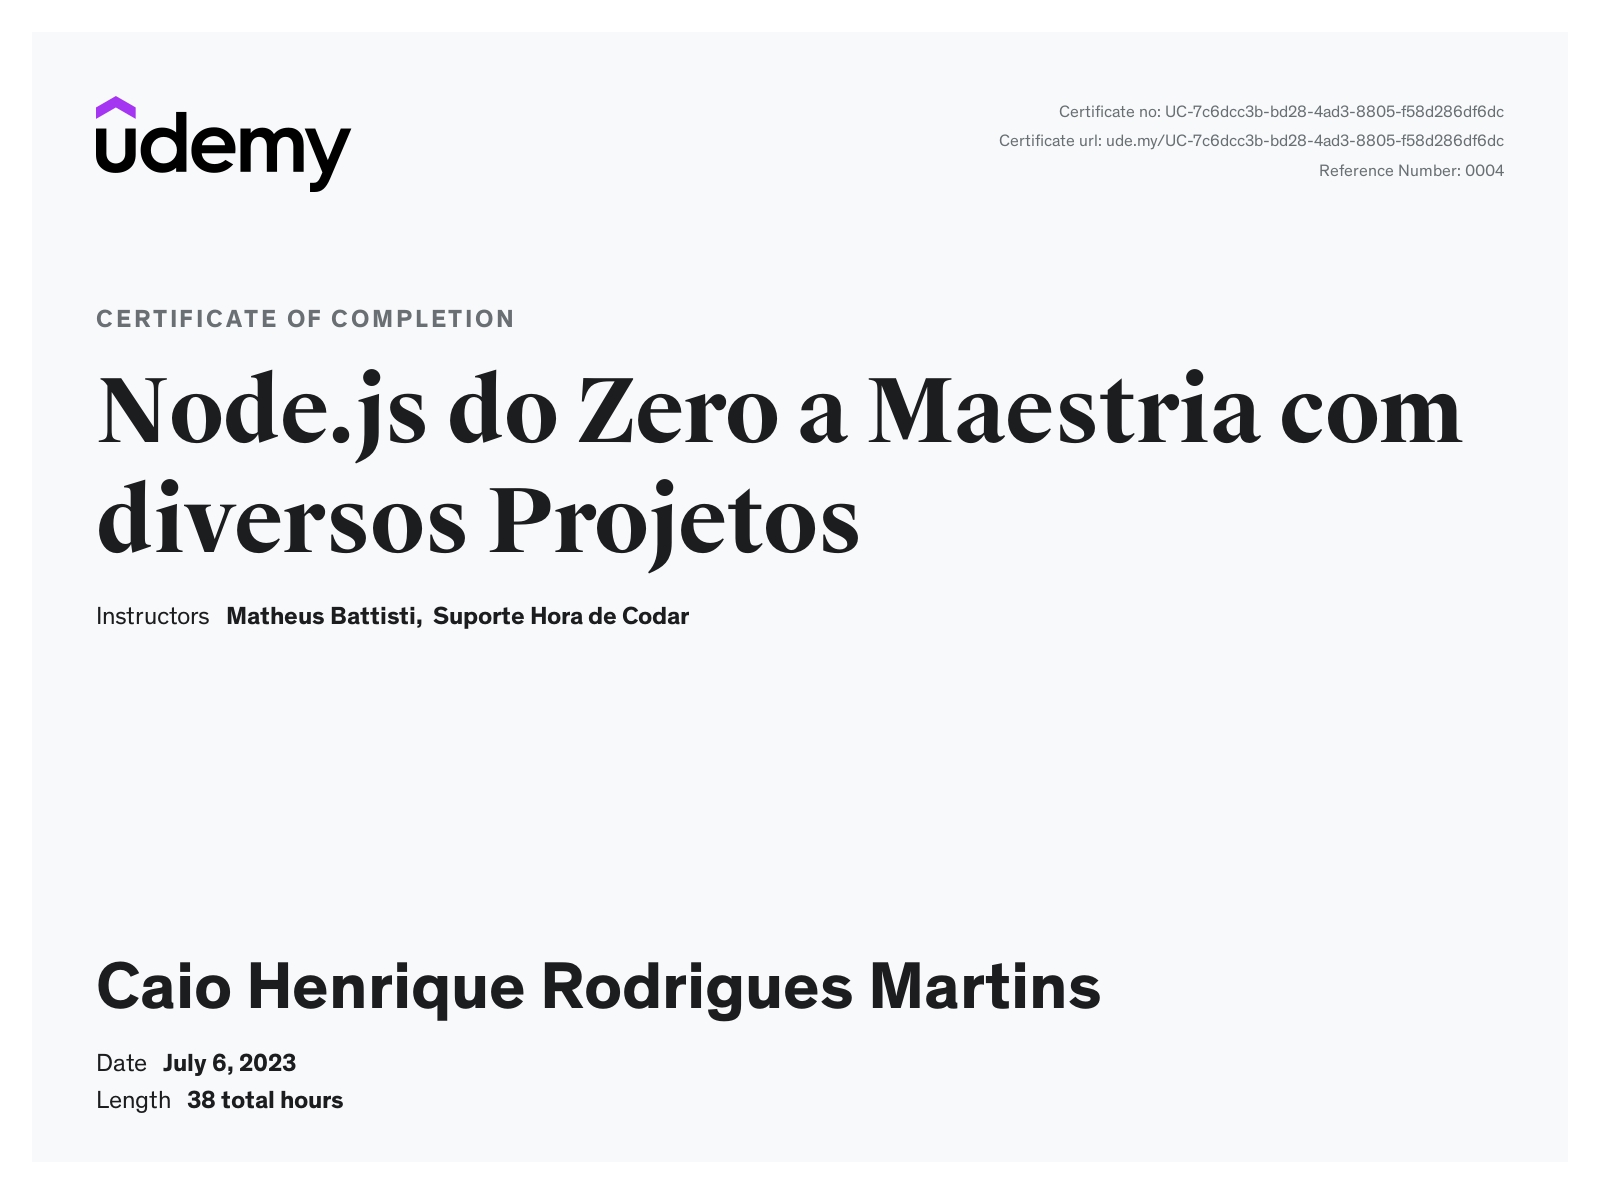 udemy
Certificate no: UC-7c6dcc3b-bd28-4ad3-8805-f58d286df6dc
Certificate url: ude.my/UC-7c6dcc3b-bd28-4ad3-8805-f58d286df6dc
Reference Number: 0004
CERTIFICATE OF COMPLETION
Node.js do Zero a Maestria com
diversos Projetos
Instructors Matheus Battisti, Suporte Hora de Codar
Caio Henrique Rodrigues Martins
Date July 6, 2023
Length 38 total hours